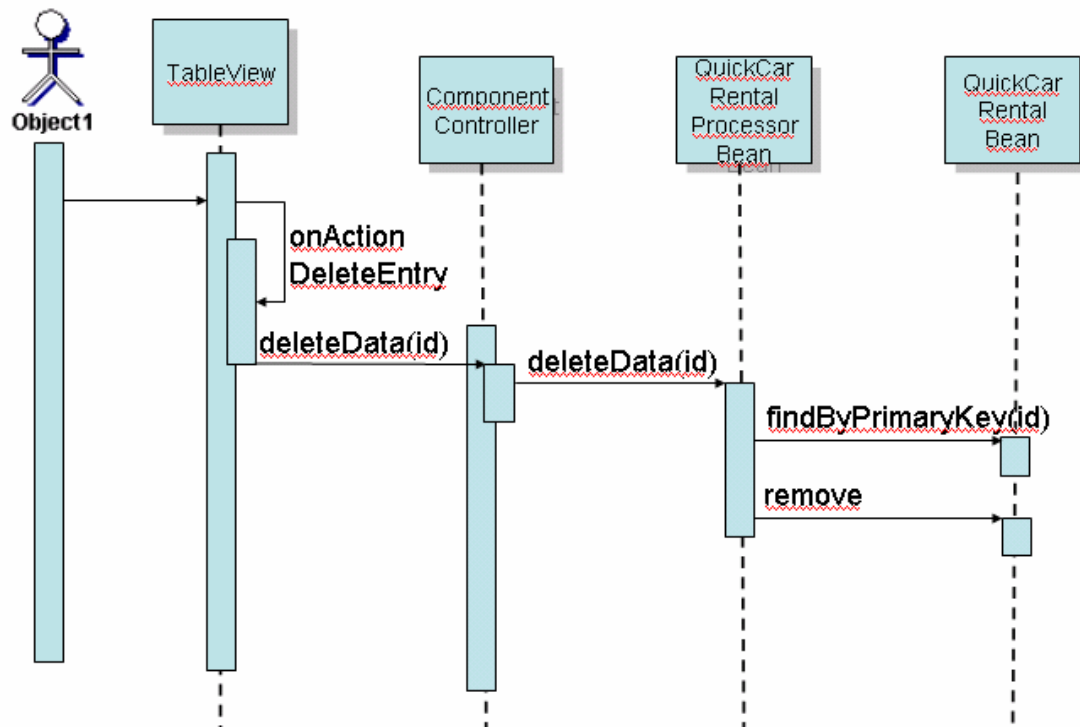 Object1
TableView
Component
Controller
QuickCar
Rental
Processor
Bean
QuickCar
Rental
Bean
onAction
DeleteEntry
deleteData(id)
deleteData(id)
findByPrimaryKey(id)
remove